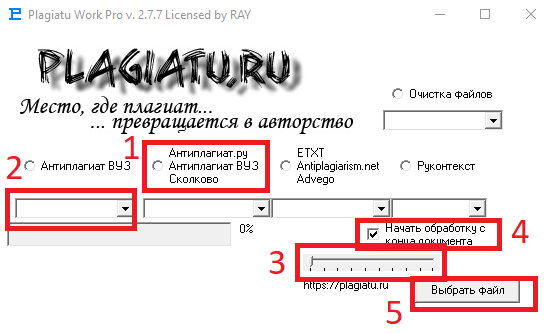 Plagiatu Work Pro v. 2.7.7 Licensed by RAY
PLAGIATU.RU
Место, где плагиат...
... превращается в авторство
Очистка файлов
1
2
Антиплагиат ВУЗ
Антиплагиат.ру
Антиплагиат ВУЗ
Сколково
ETXT
Antiplagiarism.net
Advego
Руконтекст
0%
Начать обработку с
конца документа
4
3
https://plagiatu.ru
5
Выбрать файл